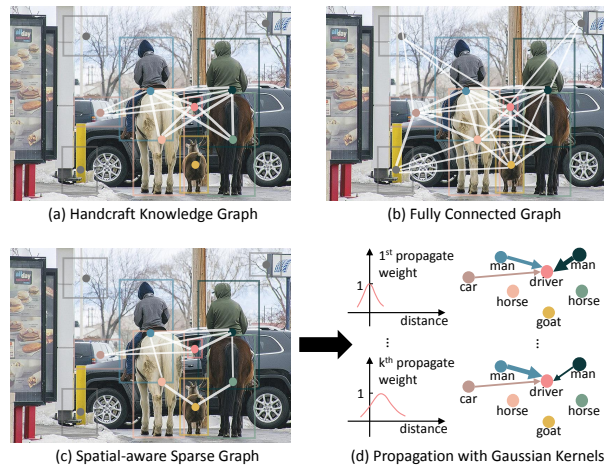 (a) Handcraft Knowledge Graph
(b) Fully Connected Graph
1st propagate
weight
1
distance
man
man
car
driver
horse
horse
goat
⋮
⋮
kth propagate
weight
1
distance
man
man
car
driver
horse
horse
goat
(c) Spatial-aware Sparse Graph
(d) Propagation with Gaussian Kernels